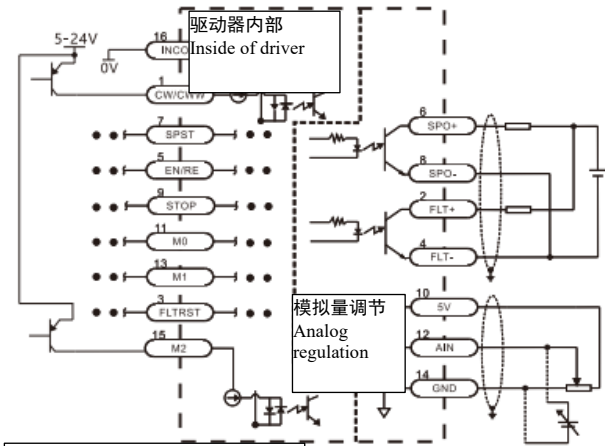 驱动器内部
Inside of driver
5-24V
0V
16
INCO
1
CW/CWW
7
SPST
5
EN/RE
9
STOP
11
M0
13
M1
3
FLTRST
15
M2
6
SPO+
8
SPO-
2
FLT+
4
FLT-
模拟量调节
Analog
regulation
10
5V
12
AIN
14
GND